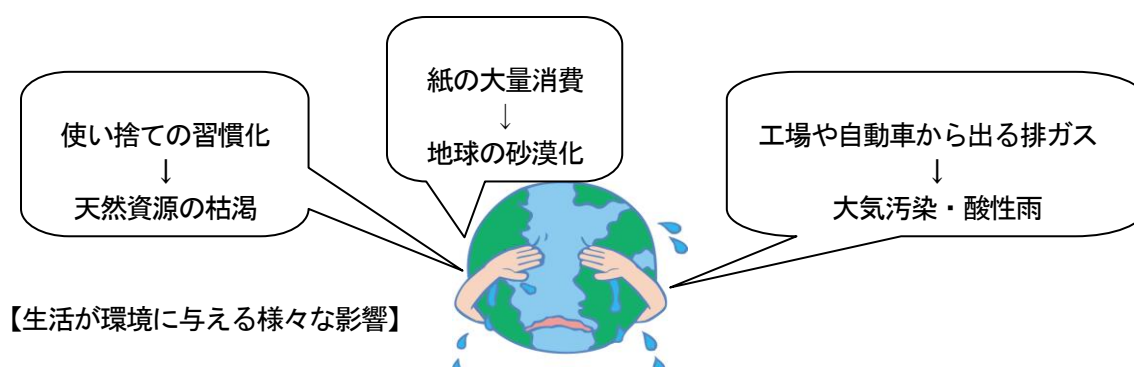 使い捨ての習慣化
↓
天然資源の枯渇
紙の大量消費
↓
地球の砂漠化
工場や自動車から出る排ガス
↓
大気汚染・酸性雨
【生活が環境に与える様々な影響】